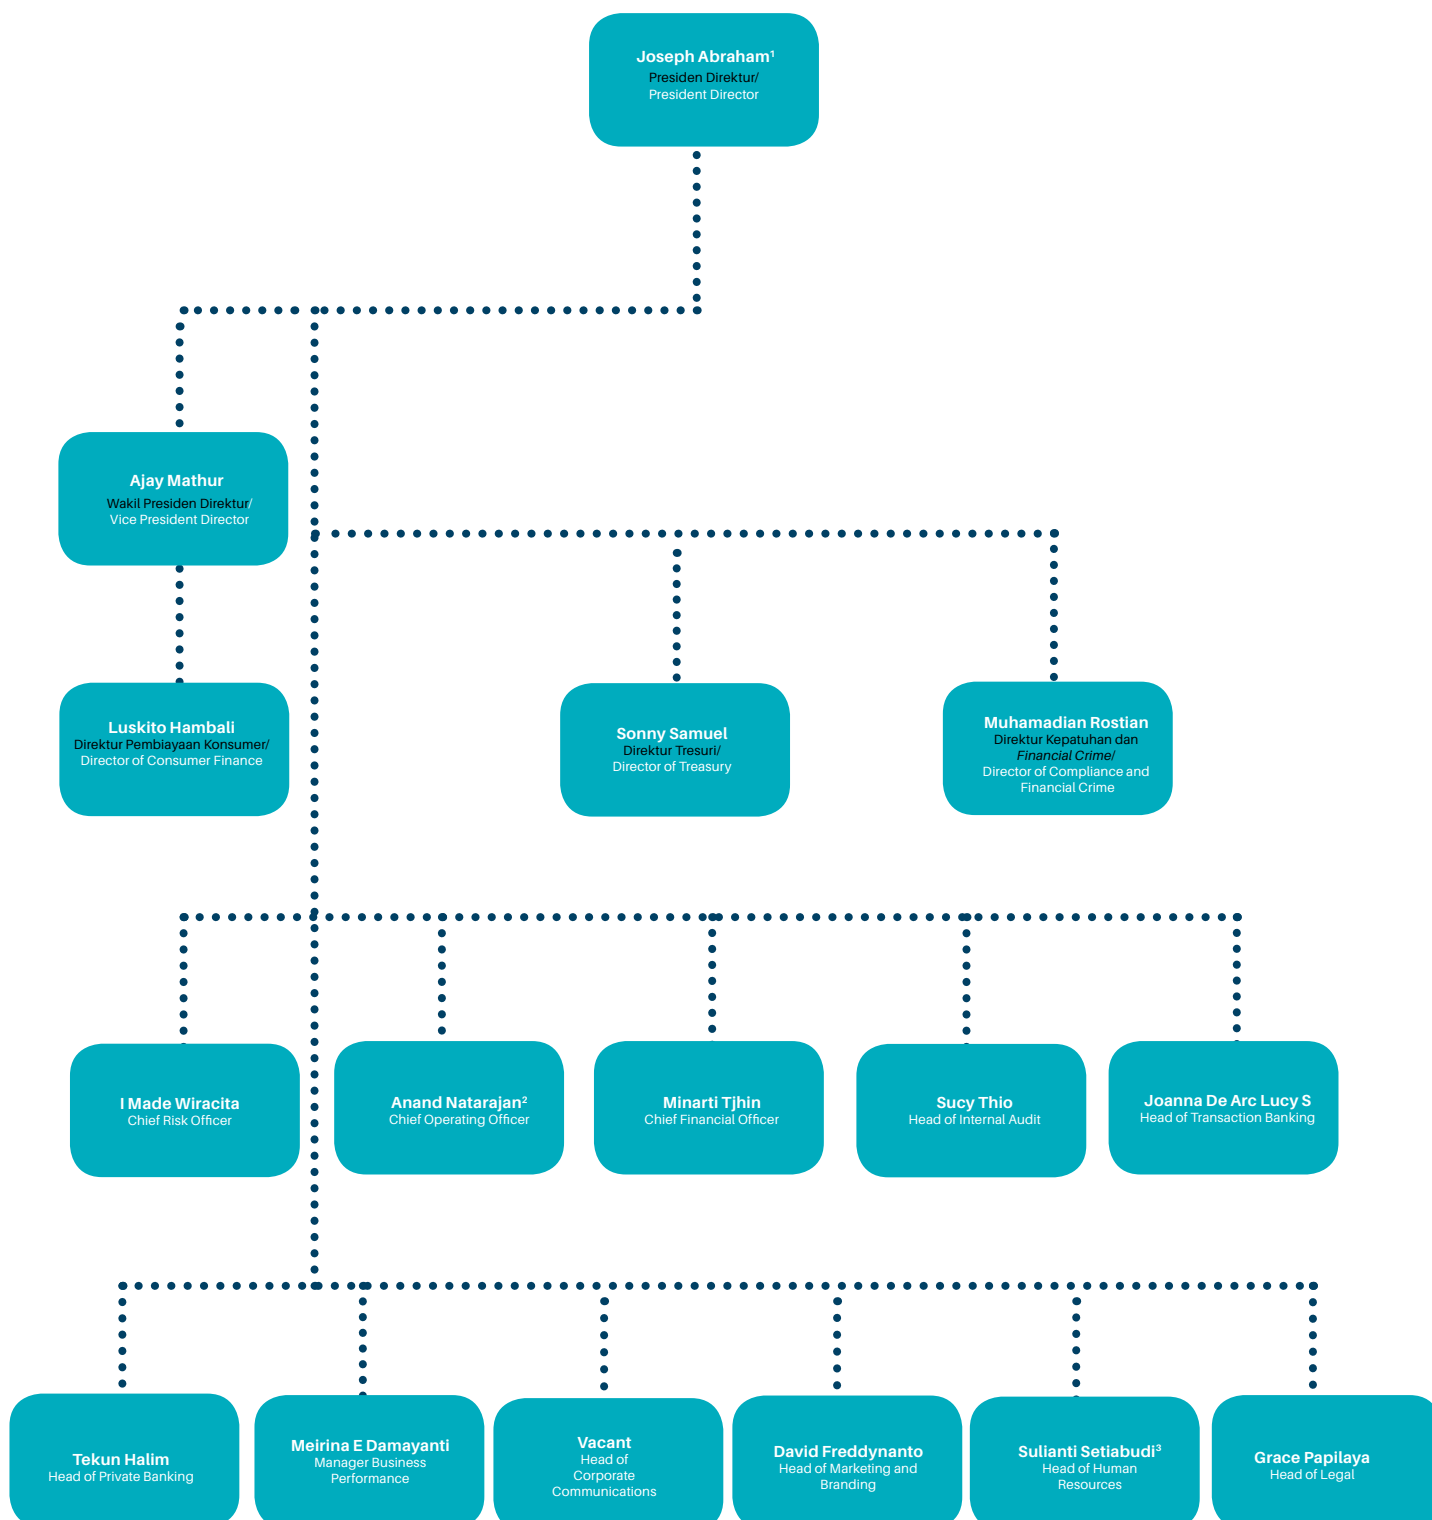 Joseph Abraham¹
Presiden Direktur/
President Director
Ajay Mathur
Wakil Presiden Direktur/
Vice President Director
Luskito Hambali
Direktur Pembiayaan Konsumer/
Director of Consumer Finance
Sonny Samuel
Direktur Tresuri/
Director of Treasury
Muhamadian Rostian
Direktur Kepatuhan dan
Financial Crime/
Director of Compliance and
Financial Crime
I Made Wiracita
Chief Risk Officer
Anand Natarajan²
Chief Operating Officer
Minarti Tjhin
Chief Financial Officer
Sucy Thio
Head of Internal Audit
Joanna De Arc Lucy S
Head of Transaction Banking
Tekun Halim
Head of Private Banking
Meirina E Damayanti
Manager Business
Performance
Vacant
Head of
Corporate
Communications
David Freddynanto
Head of Marketing and
Branding
Sulianti Setiabudi³
Head of Human
Resources
Grace Papilaya
Head of Legal